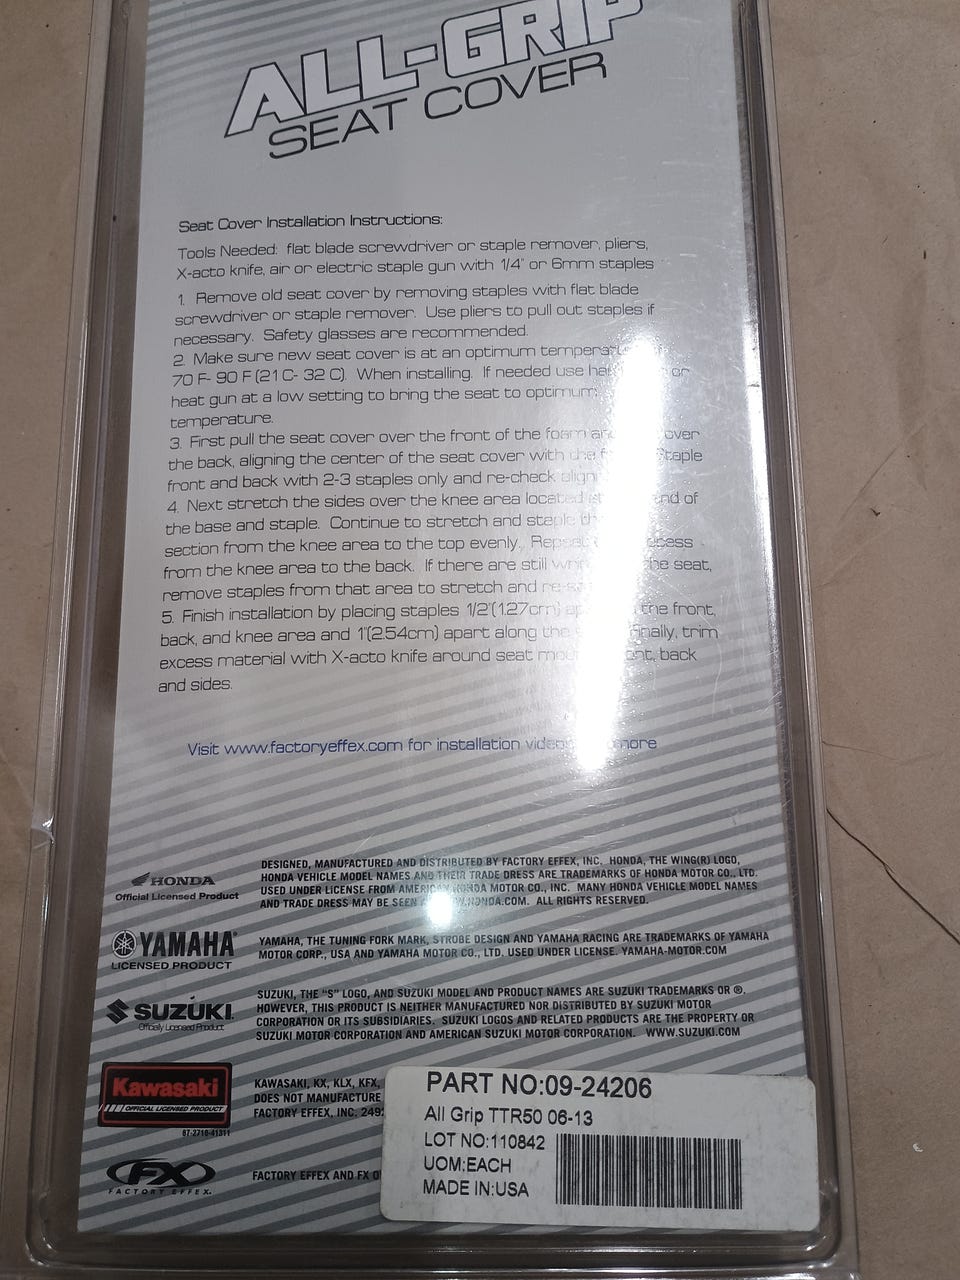 ALL-GRIP
SEAT COVER
Seat Cover Installation Instructions:
Tools Needed: flat blade screwdriver or staple remover, pliers,
X-acto knife, air or electric staple gun with 1/4" or 6mm staples
1. Remove old seat cover by removing staples with flat blade
screwdriver or staple remover. Use pliers to pull out staples if
necessary. Safety glasses are recommended.
2. Make sure new seat cover is at an optimum
70 F- 90 F (21 C- 32 C). When installing. If needed use or
heat gun at a low setting to bring the seat to optimum
temperature.
3. First pull the seat cover over the front of the foam over
the back, aligning the center of the seat cover with the Staple
front and back with 2-3 staples only and re-check
4. Next stretch the sides over the knee area located of
the base and staple. Continue to stretch and staple
section from the knee area to the top evenly.
from the knee area to the back. If there are still the seat,
remove staples from that area to stretch and
5. Finish installation by placing staples 1/2"(1.27cm) the front,
back, and knee area and 1"(2.54cm) apart along the Finally, trim
excess material with X-acto knife around seat back
and sides.
Visit www.factoryeffex.com for installation more
HONDA
Official Licensed Product
DESIGNED, MANUFACTURED AND DISTRIBUTED BY FACTORY EFFEX, INC. HONDA, THE WING(R) LOGO,
HONDA VEHICLE MODEL NAMES AND THEIR TRADE DRESS ARE TRADEMARKS OF HONDA MOTOR CO., LTD.
USED UNDER LICENSE FROM AMERICAN HONDA MOTOR CO., INC. MANY HONDA VEHICLE MODEL NAMES
AND TRADE DRESS MAY BE SEEN ALL RIGHTS RESERVED.
YAMAHA
LICENSED PRODUCT
YAMAHA, THE TUNING FORK MARK, STROBE DESIGN AND YAMAHA RACING ARE TRADEMARKS OF YAMAHA
MOTOR CORP., USA AND YAMAHA MOTOR CO., LTD. USED UNDER LICENSE. YAMAHA-MOTOR.COM
SUZUKI
Officially Licensed Product
SUZUKI, THE "S" LOGO, AND SUZUKI MODEL AND PRODUCT NAMES ARE SUZUKI TRADEMARKS OR ®.
HOWEVER, THIS PRODUCT IS NEITHER MANUFACTURED NOR DISTRIBUTED BY SUZUKI MOTOR
CORPORATION OR ITS SUBSIDIARIES. SUZUKI LOGOS AND RELATED PRODUCTS ARE THE PROPERTY OR
SUZUKI MOTOR CORPORATION AND AMERICAN SUZUKI MOTOR CORPORATION. WWW.SUZUKI.COM
Kawasaki
OFFICIAL LICENSED PRODUCT
87-2716-41311
KAWASAKI, KX, KLX, KFX,
DOES NOT MANUFACTURE
FACTORY EFFEX, INC.
FX
FACTORY EFFEX.
FACTORY EFFEX AND FX
PART NO:09-24206
All Grip TTR50 06-13
LOT NO:110842
UOM:EACH
MADE IN:USA